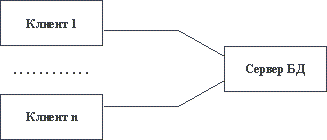 Клиент 1
Сервер БД
............
Клиент n